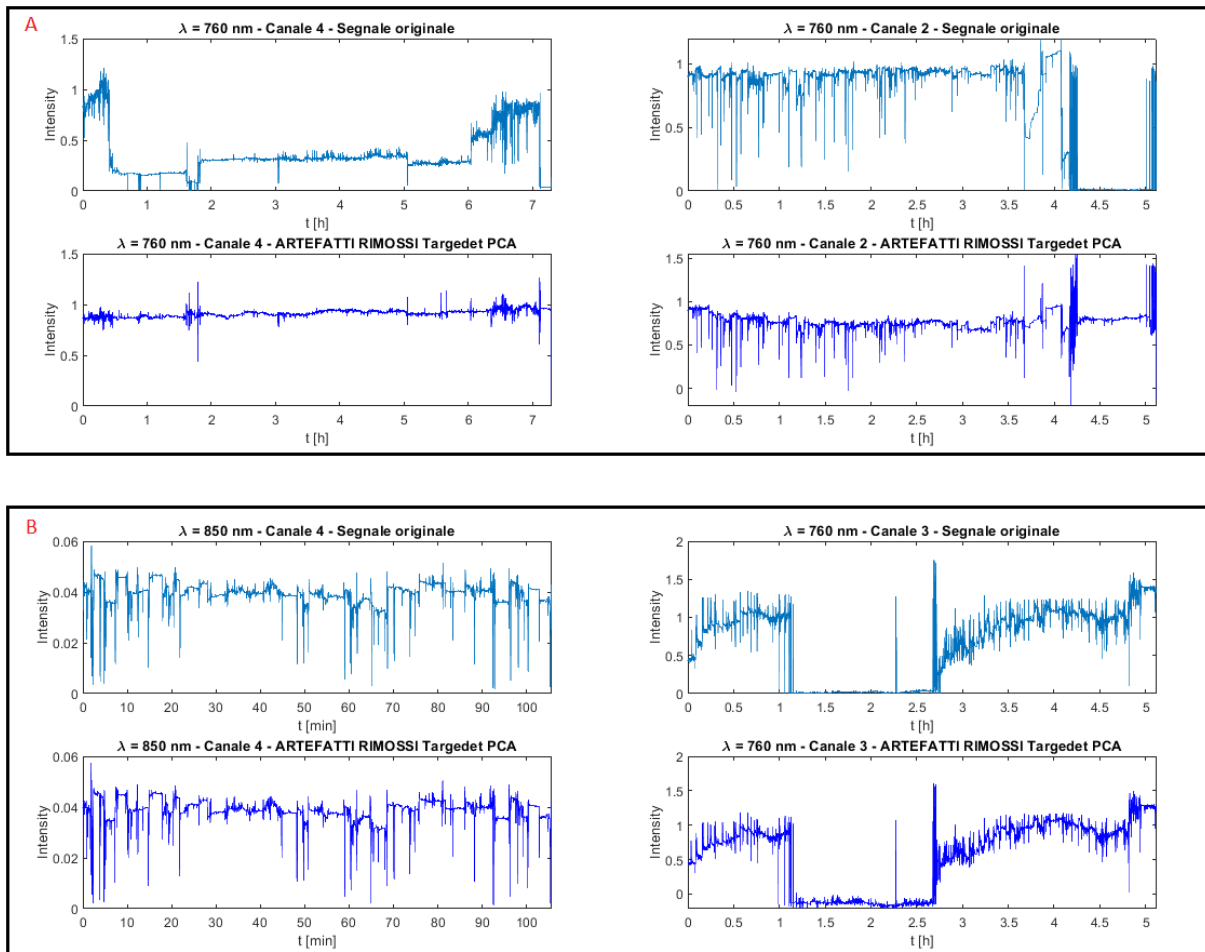 A
λ = 760 nm - Canale 4 - Segnale originale
1.5
1
0.5
0
Intensity
0 1 2 3 4 5 6 7
t [h]
λ = 760 nm - Canale 2 - Segnale originale
1
0.5
0
Intensity
0 0.5 1 1.5 2 2.5 3 3.5 4 4.5 5
t [h]
λ = 760 nm - Canale 4 - ARTEFATTI RIMOSSI Targedet PCA
1.5
1
0.5
0
Intensity
0 1 2 3 4 5 6 7
t [h]
λ = 760 nm - Canale 2 - ARTEFATTI RIMOSSI Targedet PCA
1.5
1
0.5
0
Intensity
0 0.5 1 1.5 2 2.5 3 3.5 4 4.5 5
t [h]
B
λ = 850 nm - Canale 4 - Segnale originale
0.06
0.04
0.02
0
Intensity
0 10 20 30 40 50 60 70 80 90 100
t [min]
λ = 760 nm - Canale 3 - Segnale originale
2
1.5
1
0.5
0
Intensity
0 0.5 1 1.5 2 2.5 3 3.5 4 4.5 5
t [h]
λ = 850 nm - Canale 4 - ARTEFATTI RIMOSSI Targedet PCA
0.06
0.04
0.02
0
Intensity
0 10 20 30 40 50 60 70 80 90 100
t [min]
λ = 760 nm - Canale 3 - ARTEFATTI RIMOSSI Targedet PCA
2
1.5
1
0.5
0
Intensity
0 0.5 1 1.5 2 2.5 3 3.5 4 4.5 5
t [h]